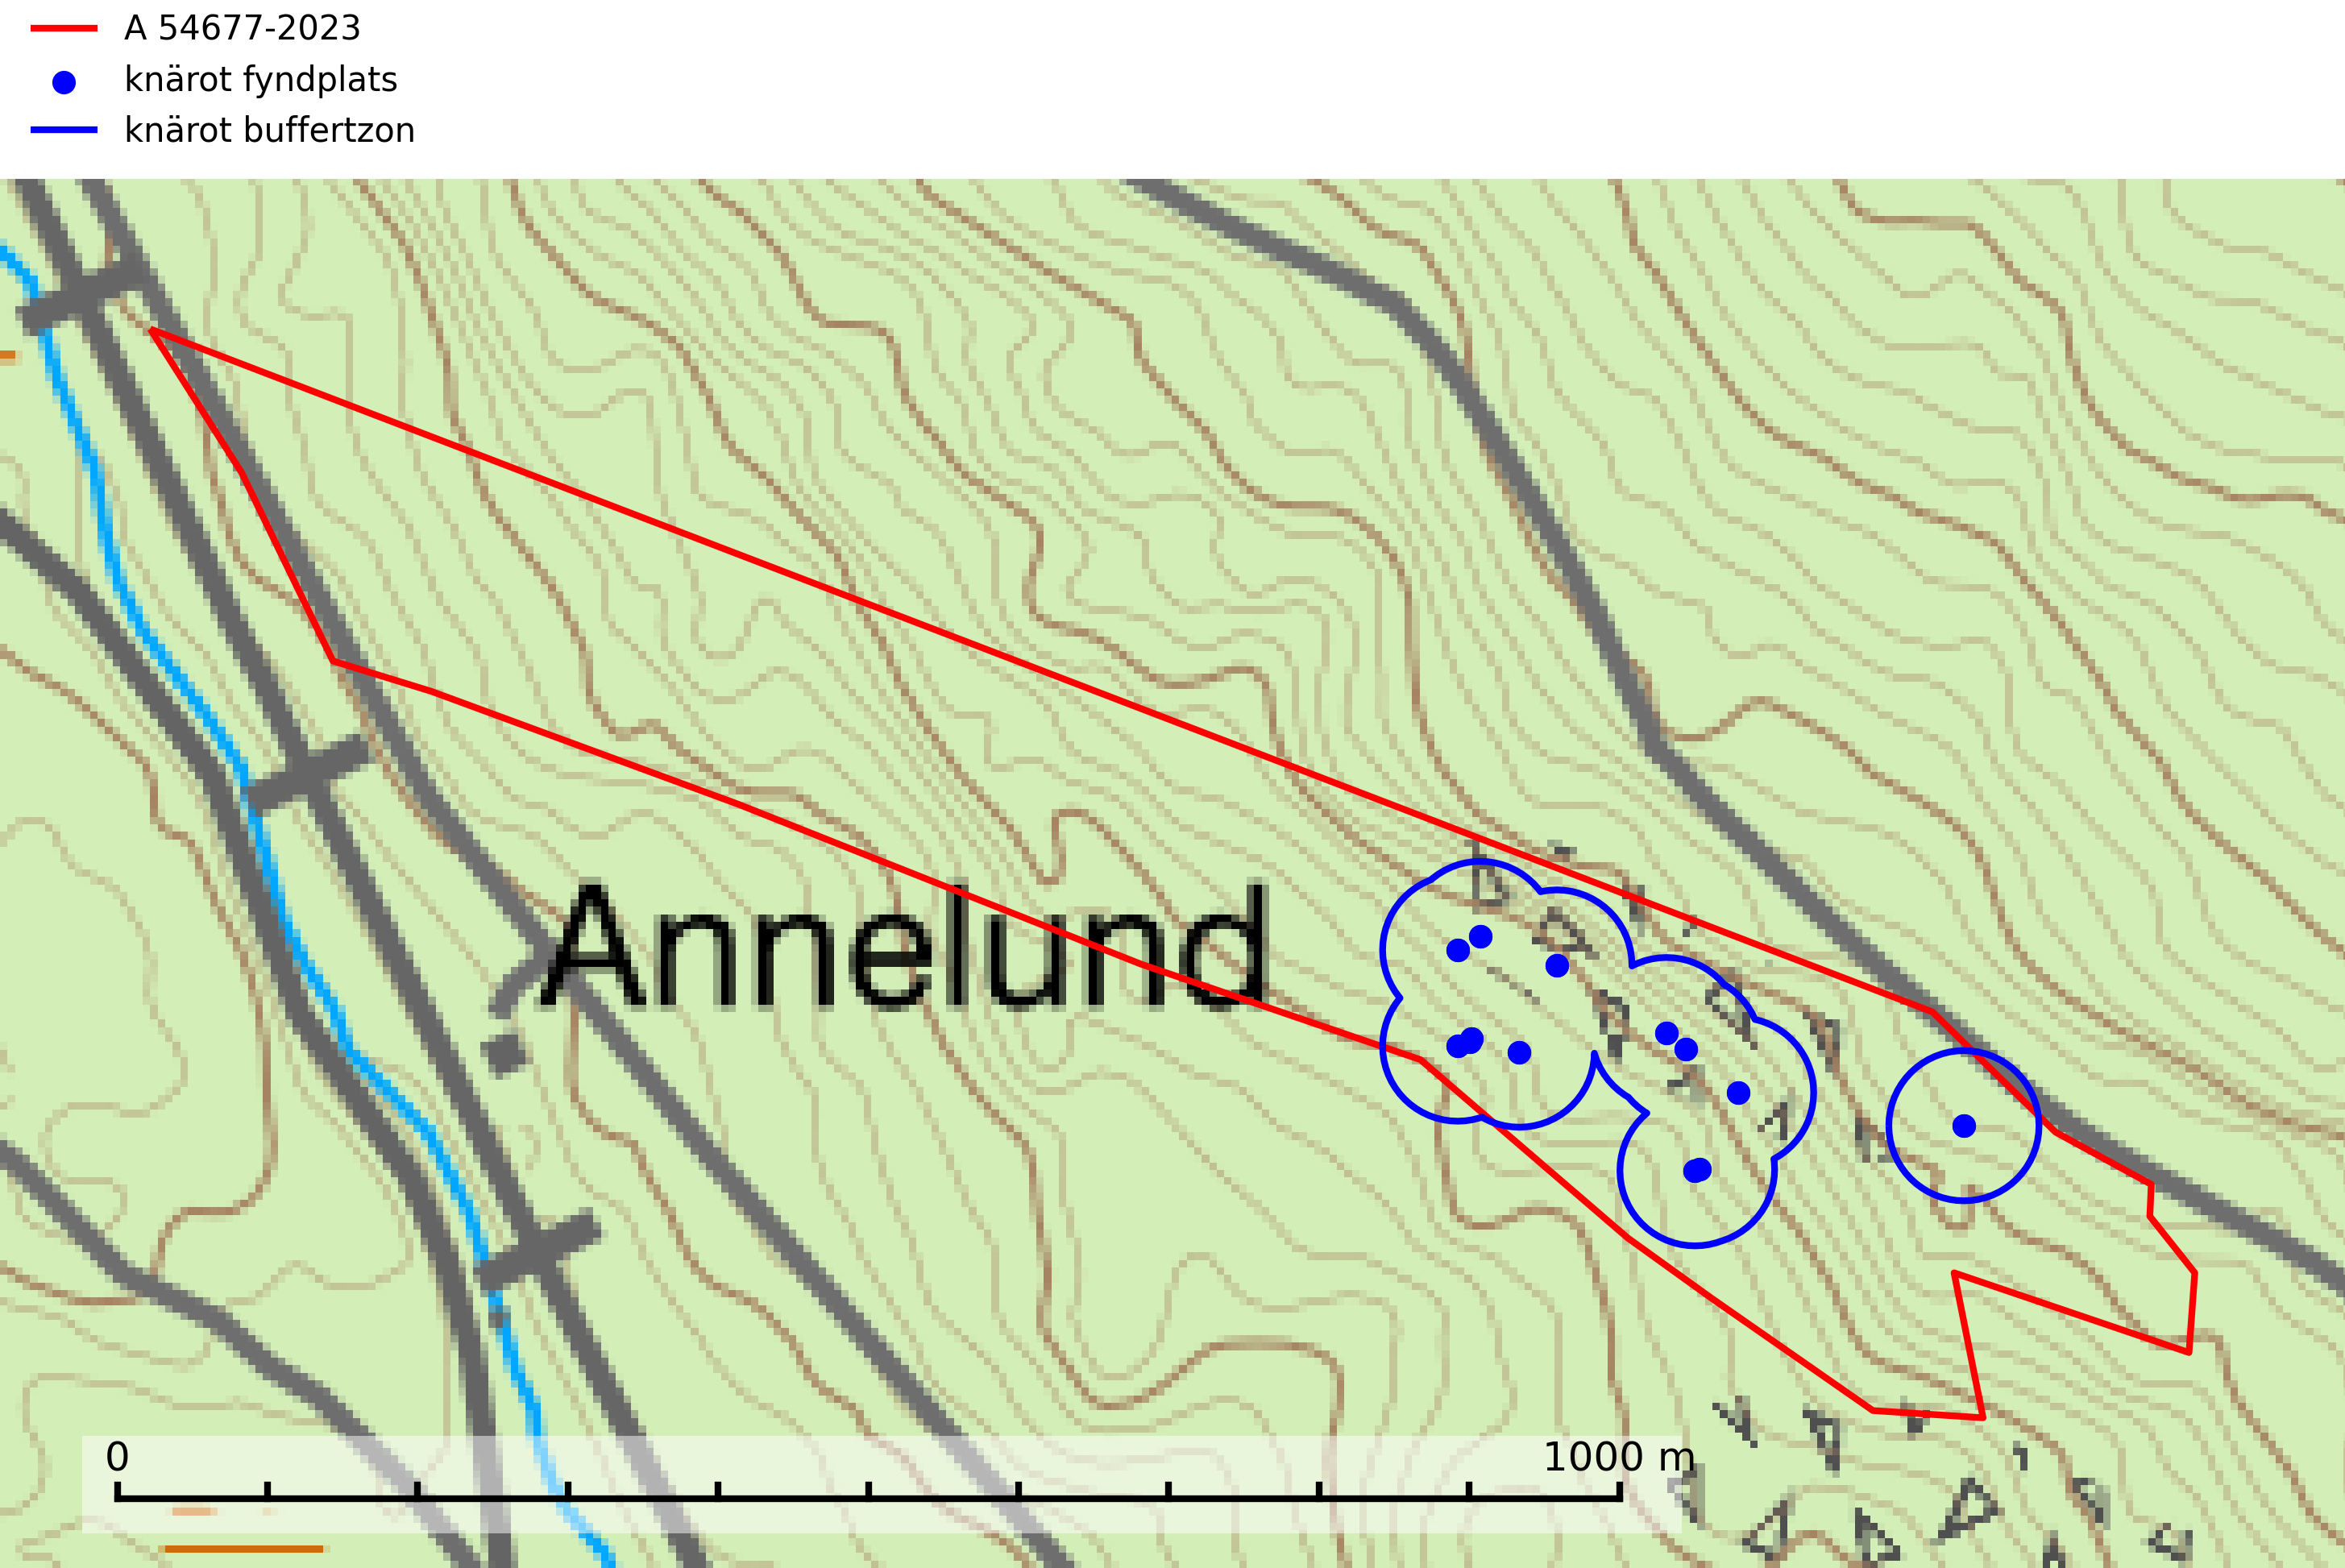 A 54677-2023
knärot fyndplats
knärot buffertzon
Annelund
0 1000 m